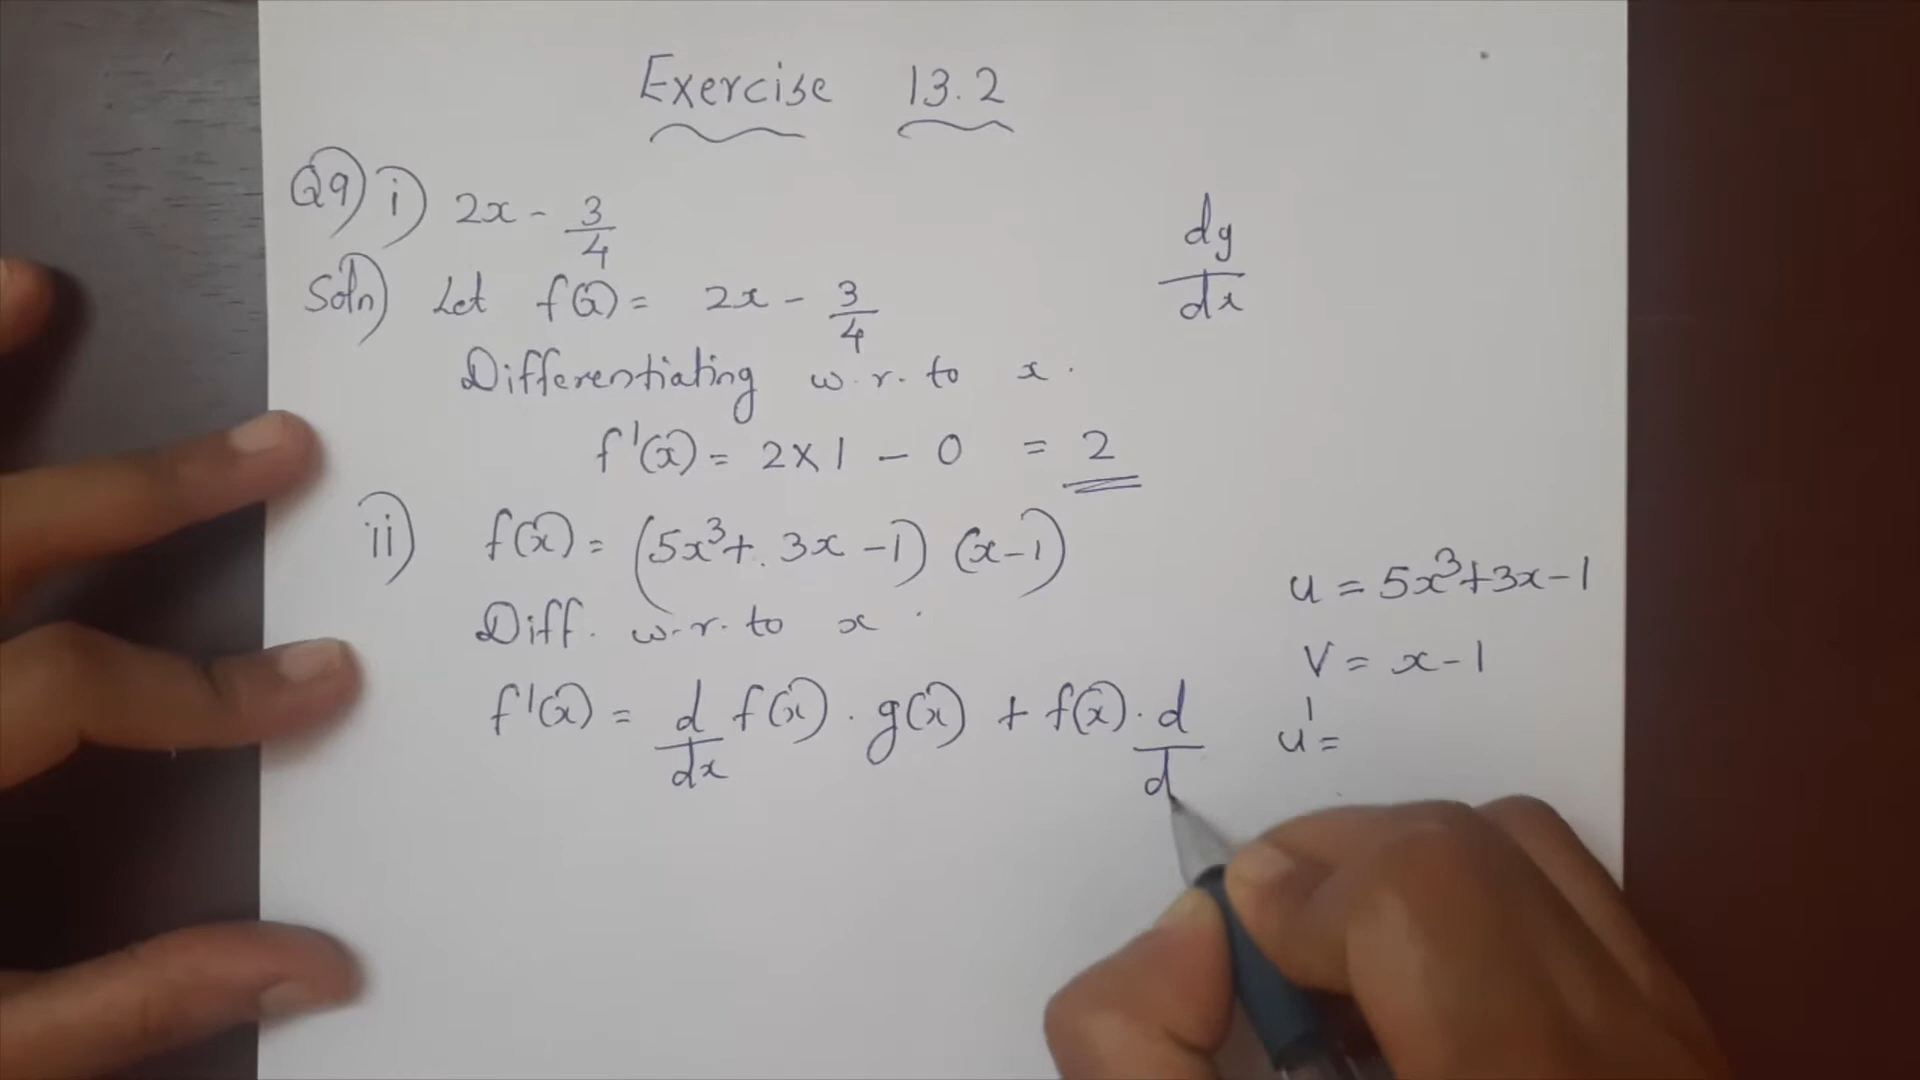 Exercise 13.2
Q9) i) 2x - 3/4
Soln) Let f(x) = 2x - 3/4
dy/dx
Differentiating w.r. to x.
f'(x) = 2x1 - 0 = 2
ii) f(x) = (5x³+ 3x -1) (x-1)
Diff. w.r. to x.
f'(x) = d/dx f(x) . g(x) + f(x) . d/d
u = 5x³+3x-1
v = x-1
u' =